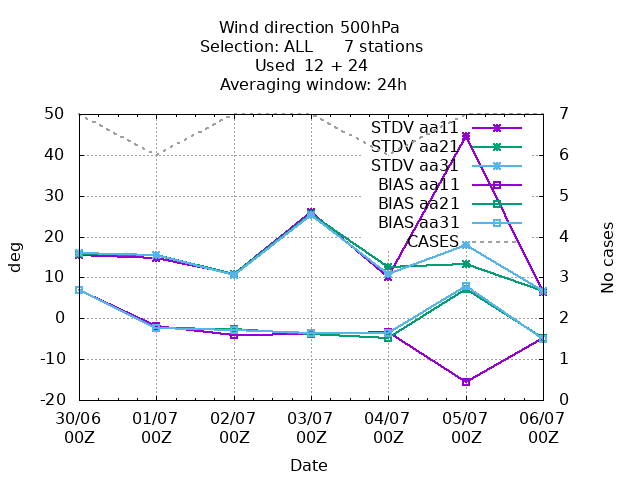 Wind direction 500hPa
Selection: ALL 7 stations
Used 12 + 24
Averaging window: 24h
50 7
STDV aa11
STDV aa21
40 6
STDV aa31
BIAS aa11
30 5
BIAS aa21
BIAS aa31
20 4
CASES
deg
No cases
10 3
0 2
-10 1
-20 0
30/06 01/07 02/07 03/07 04/07 05/07 06/07
00Z 00Z 00Z 00Z 00Z 00Z 00Z
Date